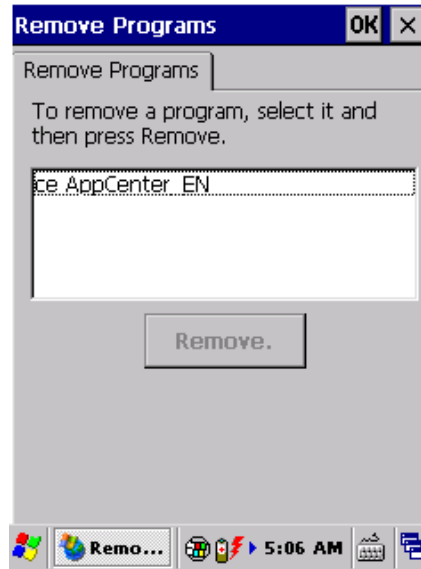 Remove Programs OK ×
Remove Programs
To remove a program, select it and
then press Remove.
ce AppCenter_EN
Remove.
Remo... 5:06 AM